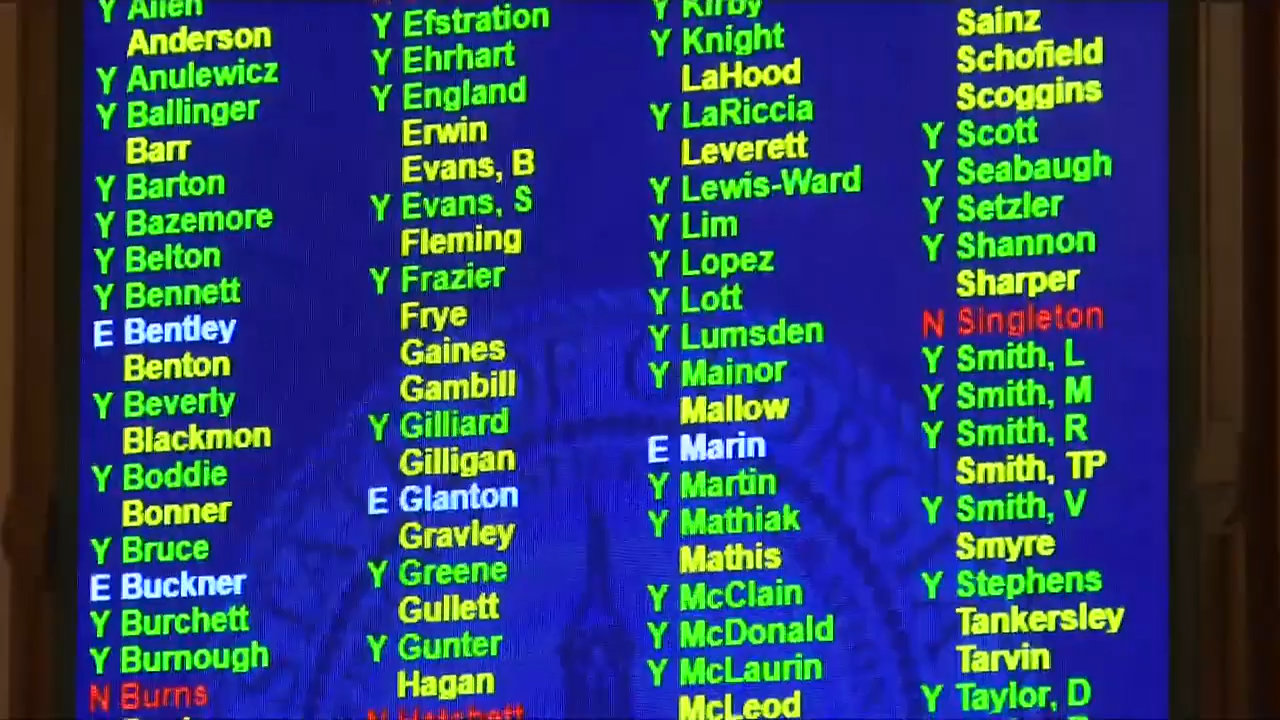 Y Allen
Anderson
Y Anulewicz
Y Ballinger
Barr
Y Barton
Y Bazemore
Y Belton
Y Bennett
E Bentley
Benton
Y Beverly
Blackmon
Y Boddie
Bonner
Y Bruce
E Buckner
Y Burchett
Y Burnough
N Burns
Y Efstration
Y Ehrhart
Y England
Erwin
Evans, B
Y Evans, S
Fleming
Y Frazier
Frye
Gaines
Gambill
Y Gilliard
Gilligan
E Glanton
Gravley
Y Greene
Gullett
Y Gunter
Hagan
N Hatchett
Y Kirby
Y Knight
LaHood
Y LaRiccia
Leverett
Y Lewis-Ward
Y Lim
Y Lopez
Y Lott
Y Lumsden
Y Mainor
Mallow
E Marin
Y Martin
Y Mathiak
Mathis
Y McClain
Y McDonald
Y McLaurin
McLeod
Sainz
Schofield
Scoggins
Y Scott
Y Seabaugh
Y Setzler
Y Shannon
Sharper
N Singleton
Y Smith, L
Y Smith, M
Y Smith, R
Smith, TP
Y Smith, V
Smyre
Y Stephens
Tankersley
Tarvin
Y Taylor, D